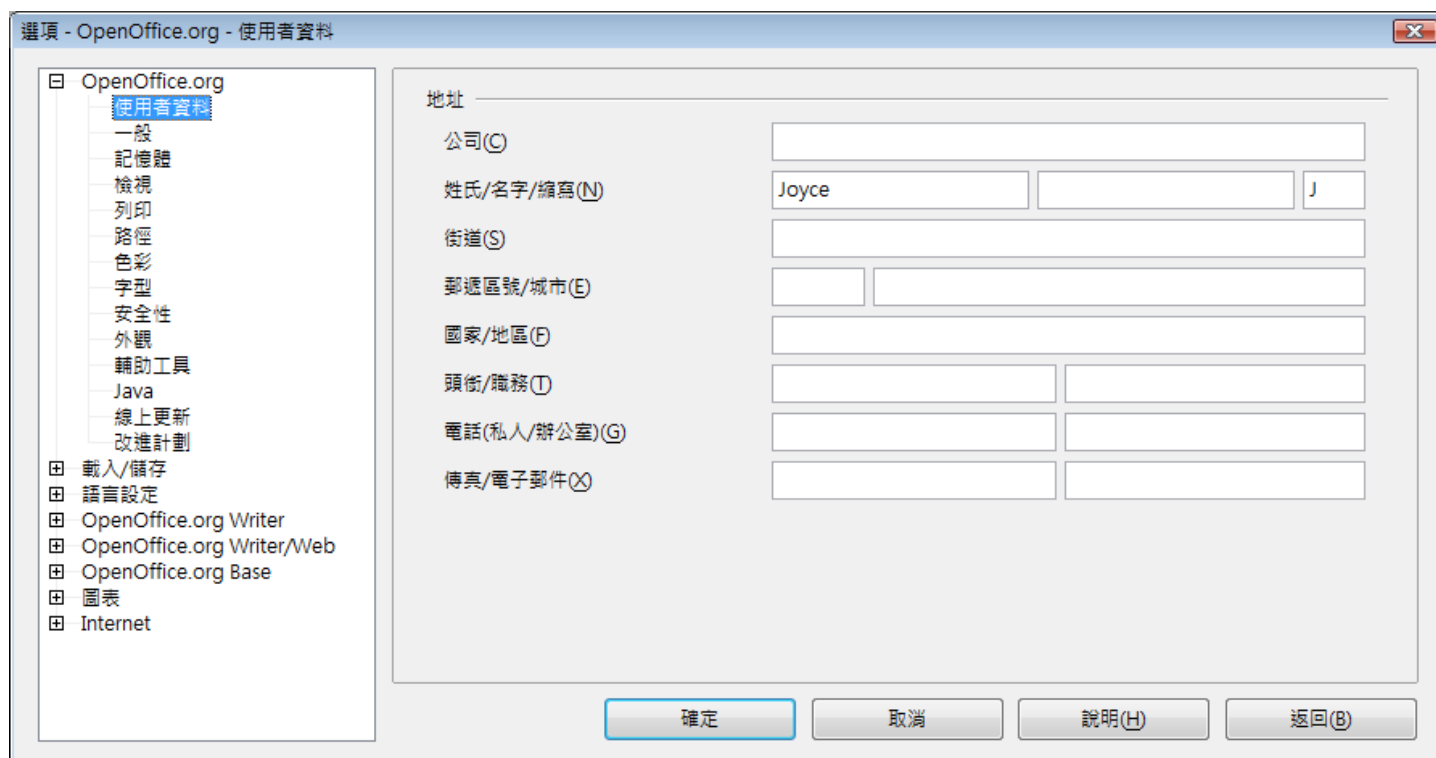 選項 - OpenOffice.org - 使用者資料
OpenOffice.org
使用者資料
一般
記憶體
檢視
列印
路徑
色彩
字型
安全性
外觀
輔助工具
Java
線上更新
改進計劃
載入/儲存
語言設定
OpenOffice.org Writer
OpenOffice.org Writer/Web
OpenOffice.org Base
圖表
Internet
地址
公司(C)
姓氏/名字/縮寫(N) Joyce J
街道(S)
郵遞區號/城市(E)
國家/地區(F)
頭銜/職務(T)
電話(私人/辦公室)(G)
傳真/電子郵件(X)
確定 取消 說明(H) 返回(B)